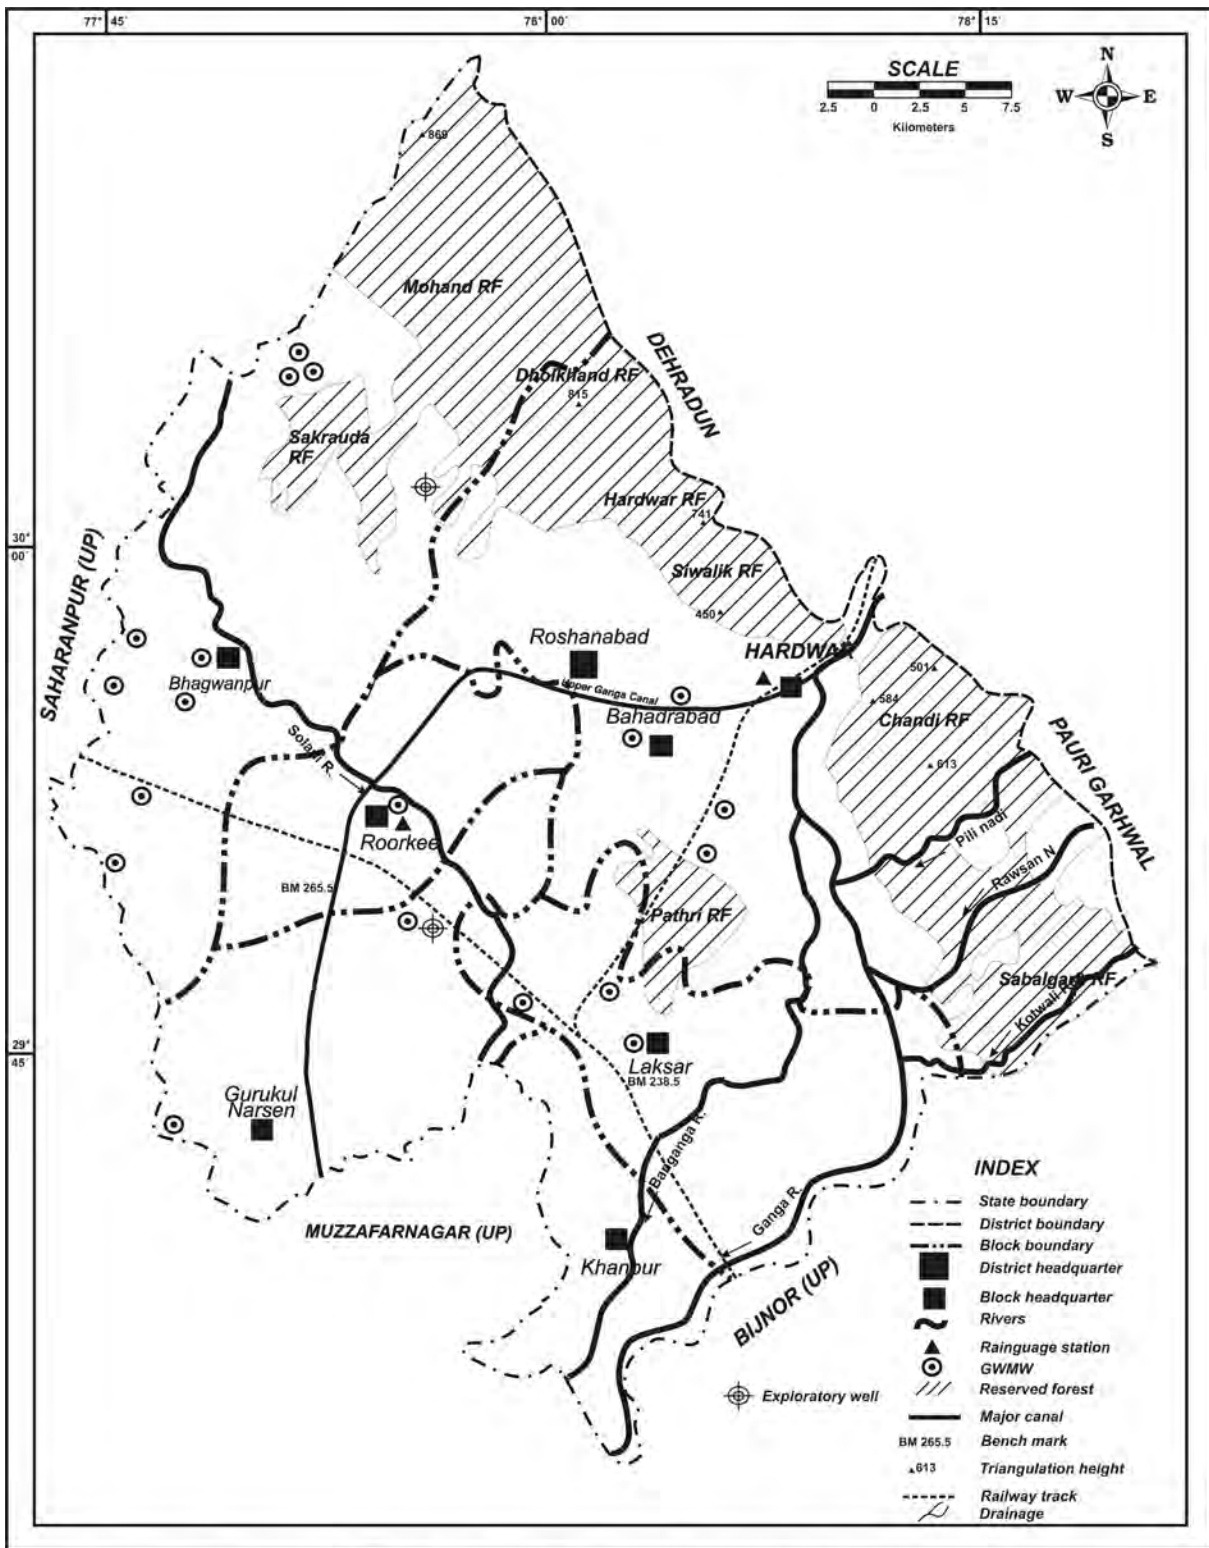 77° 45'
78° 00'
78° 15'
SCALE
2.5 0 2.5 5 7.5
Kilometers
N
W E
S
869
Mohand RF
DEHRADUN
Dholkhand RF
815
Sakrauda
RF
Hardwar RF
741
30°
00'
SAHARANPUR (UP)
Siwalik RF
450
Roshanabad
HARDWAR
501
Bhagwanpur
Upper Ganga Canal
584
Chandi RF
Bahadrabad
PAURI GARHWAL
Solani R.
613
Roorkee
Pili nadi
Rawsan N
BM 265.5
Pathri RF
Sabalgarh RF
Kotwali
29°
45'
Laksar
BM 238.5
Gurukul
Narsen
Banganga R.
INDEX
Ganga R.
MUZZAFARNAGAR (UP)
Khanpur
BIJNOR (UP)
State boundary
District boundary
Block boundary
District headquarter
Block headquarter
Rivers
Rainguage station
GWMW
Reserved forest
Exploratory well
Major canal
BM 265.5 Bench mark
613 Triangulation height
Railway track
Drainage